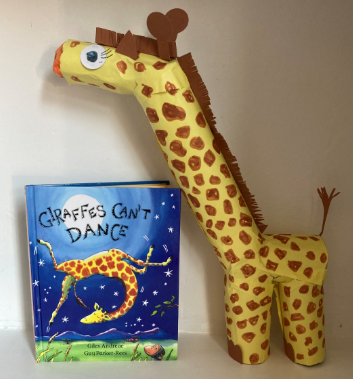 GIRAFFES CAN'T
DANCE
Giles Andreae
Guy Parker-Rees